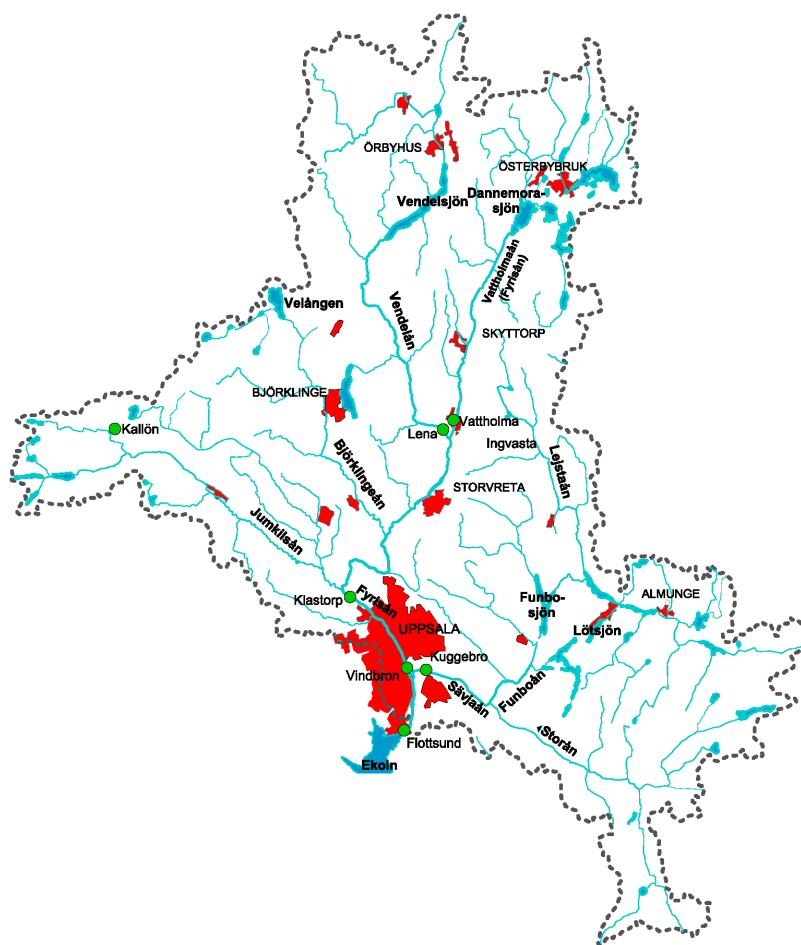 ÖRBYHUS
ÖSTERBYBRUK
Vendelsjön
Dannemora-
sjön
Vattholmaån
(Fyrisån)
Velången
Vendelån
SKYTTORP
BJÖRKLINGE
Kallön
Vattholma
Lena
Ingvasta
Björklingeån
Lejstaån
STORVRETA
Jumkilsån
Klastorp
Fyrisån
Funbo-
sjön
ALMUNGE
Lötsjön
UPPSALA
Kuggebro
Vindbron
Sävjaån
Funboån
Storån
Flottsund
Ekoln